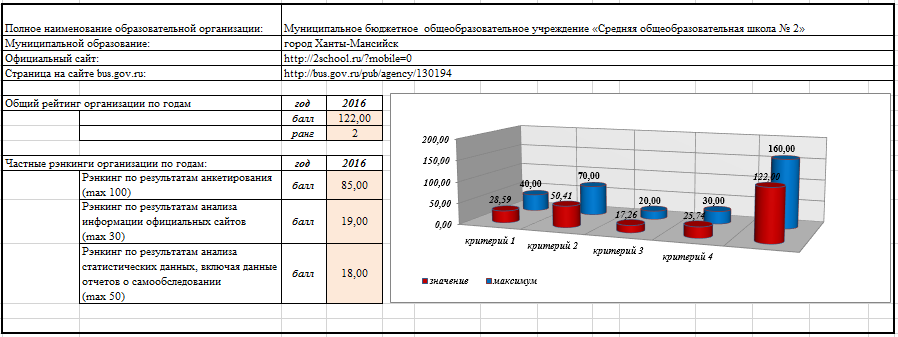 Полное наименование образовательной организации: Муниципальное бюджетное общеобразовательное учреждение «Средняя общеобразовательная школа № 2»
Муниципальной образование: город Ханты-Мансийск
Официальный сайт: http://2school.ru/?mobile=0
Страница на сайте bus.gov.ru: http://bus.gov.ru/pub/agency/130194
Общий рейтинг организации по годам год 2016
балл 122,00
ранг 2
Частные рэнкинги организации по годам: год 2016
Рэнкинг по результатам анкетирования
(max 100)
балл 85,00
Рэнкинг по результатам анализа
информации официальных сайтов
(max 30)
балл 19,00
Рэнкинг по результатам анализа
статистических данных, включая данные
отчетов о самообследовании
(max 50)
балл 18,00
200,00
150,00
100,00
50,00
0,00
28,59
40,00
50,41
70,00
17,26
20,00
25,74
30,00
122,00
160,00
критерий 1
критерий 2
критерий 3
критерий 4
значение максимум